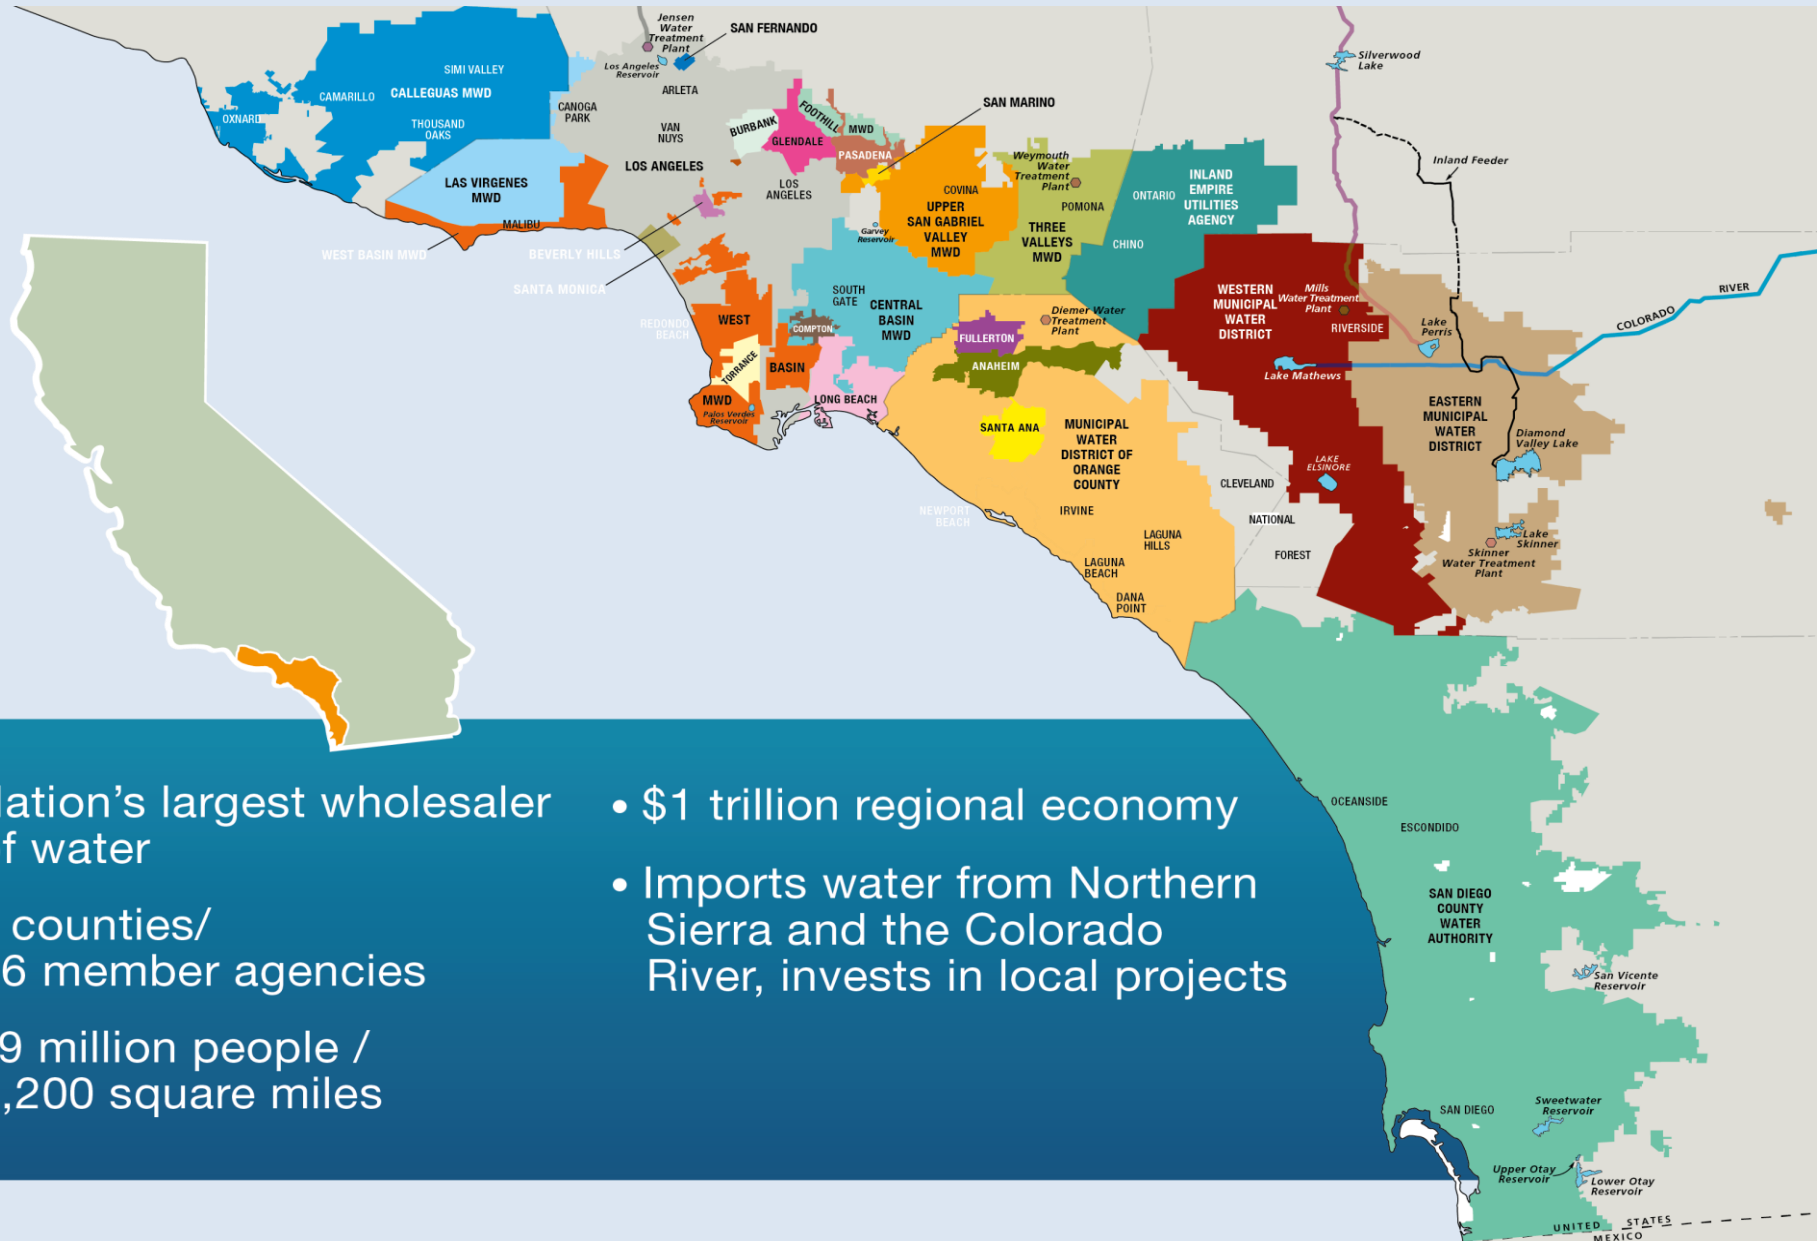 Jensen
Water
Treatment
Plant
SAN FERNANDO
Los Angeles
Reservoir
ARLETA
SIMI VALLEY
CALLEGUAS MWD
CAMARILLO
OXNARD
THOUSAND
OAKS
CANOGA
PARK
VAN
NUYS
BURBANK
GLENDALE
FOOTHILL
MWD
PASADENA
SAN MARINO
LOS ANGELES
LOS
ANGELES
LAS VIRGENES
MWD
MALIBU
WEST BASIN MWD
BEVERLY HILLS
SANTA MONICA
Silverwood
Lake
Inland Feeder
Weymouth
Water
Treatment
Plant
POMONA
COVINA
UPPER
SAN GABRIEL
VALLEY
MWD
Garvey
Reservoir
THREE
VALLEYS
MWD
ONTARIO
INLAND
EMPIRE
UTILITIES
AGENCY
CHINO
REDONDO
BEACH
WEST
BASIN
MWD
TORRANCE
Palos Verdes
Reservoir
COMPTON
SOUTH
GATE
CENTRAL
BASIN
MWD
LONG BEACH
FULLERTON
Diemer Water
Treatment
Plant
ANAHEIM
SANTA ANA
MUNICIPAL
WATER
DISTRICT OF
ORANGE
COUNTY
NEWPORT
BEACH
IRVINE
LAGUNA
HILLS
LAGUNA
BEACH
DANA
POINT
WESTERN
MUNICIPAL
WATER
DISTRICT
Mills
Water Treatment
Plant
RIVERSIDE
Lake
Perris
Lake Mathews
COLORADO
RIVER
EASTERN
MUNICIPAL
WATER
DISTRICT
Diamond
Valley Lake
LAKE
ELSINORE
CLEVELAND
NATIONAL
FOREST
Lake
Skinner
Skinner
Water Treatment
Plant
OCEANSIDE
ESCONDIDO
SAN DIEGO
COUNTY
WATER
AUTHORITY
San Vicente
Reservoir
SAN DIEGO
Sweetwater
Reservoir
Upper Otay
Reservoir
Lower Otay
Reservoir
UNITED STATES
MEXICO
lation’s largest wholesaler
f water
counties/
6 member agencies
9 million people /
,200 square miles
• $1 trillion regional economy
• Imports water from Northern
Sierra and the Colorado
River, invests in local projects